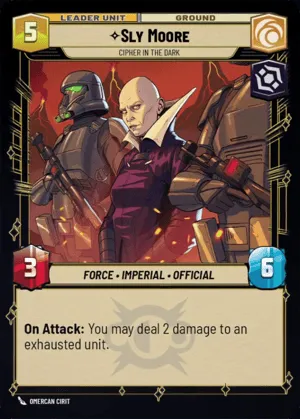 5
LEADER UNIT
GROUND
SLY MOORE
CIPHER IN THE DARK
3
FORCE • IMPERIAL • OFFICIAL
6
On Attack: You may deal 2 damage to an
exhausted unit.
OMERCAN CIRIT